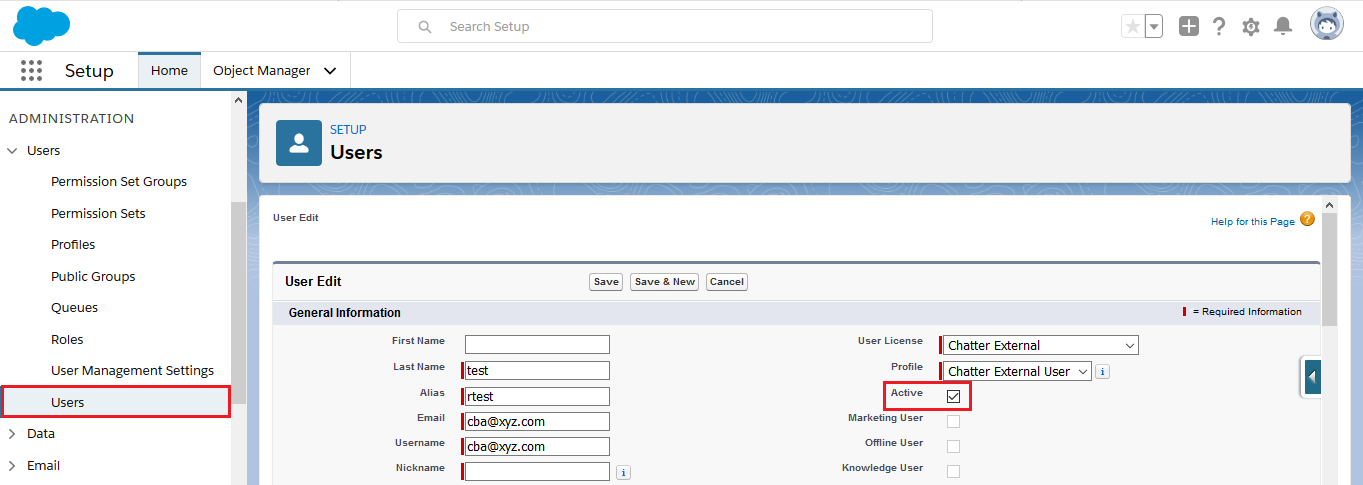 Search Setup
Setup
Home
Object Manager
ADMINISTRATION
Users
Permission Set Groups
Permission Sets
Profiles
Public Groups
Queues
Roles
User Management Settings
Users
Data
Email
SETUP
Users
User Edit
Help for this Page
User Edit
Save
Save & New
Cancel
General Information
= Required Information
First Name
Last Name test
Alias rtest
Email cba@xyz.com
Username cba@xyz.com
Nickname
User License Chatter External
Profile Chatter External User
Active
Marketing User
Offline User
Knowledge User